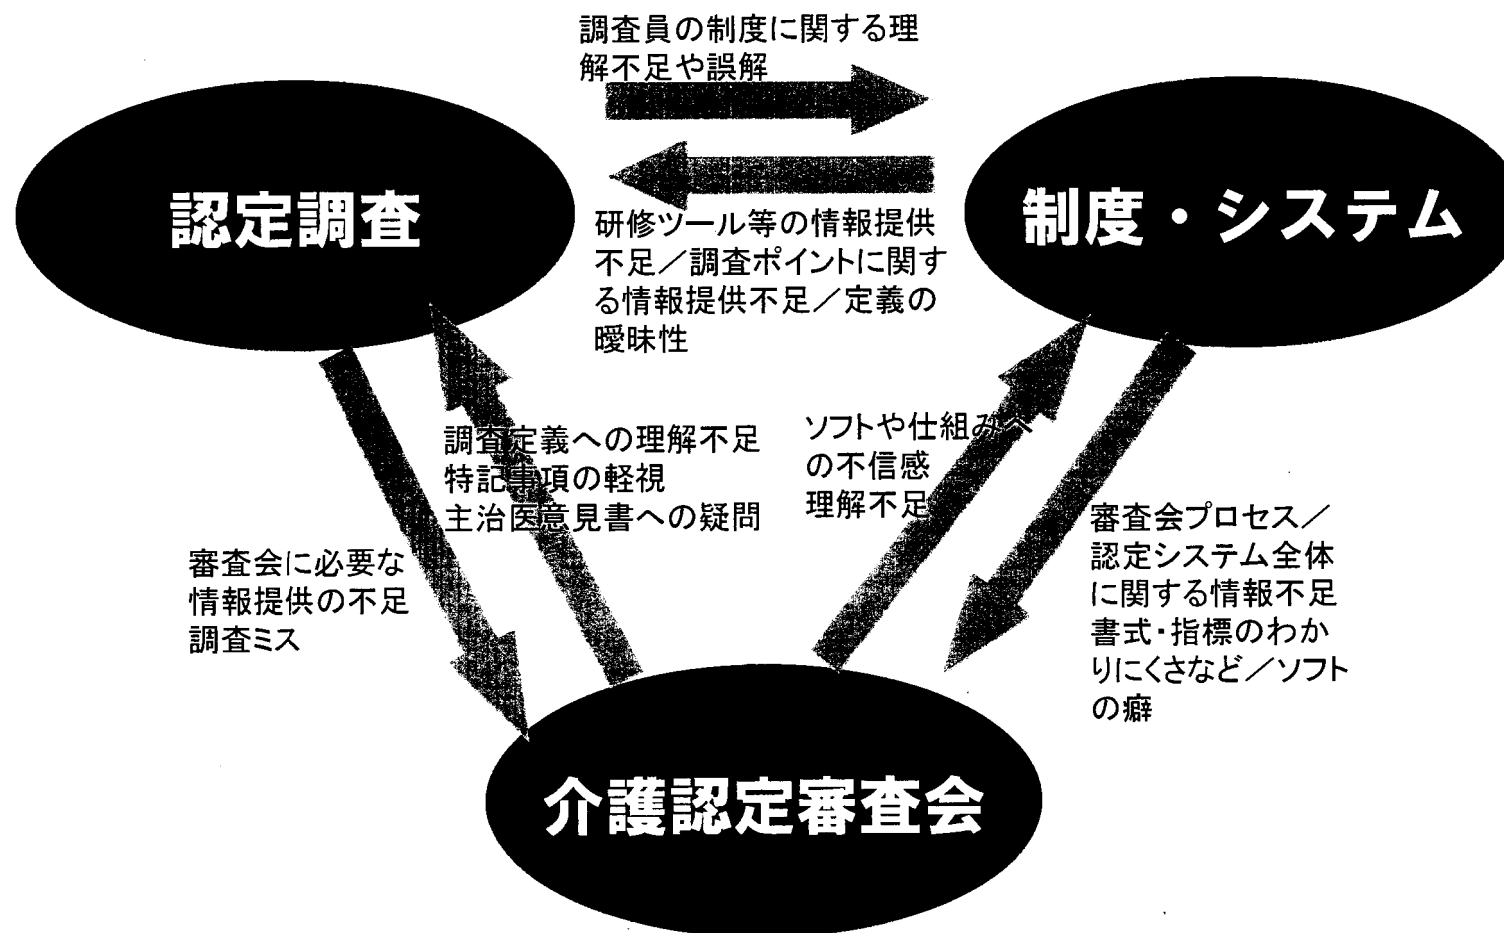 調査員の制度に関する理
解不足や誤解
認定調査
制度・システム
研修ツール等の情報提供
不足／調査ポイントに関す
る情報提供不足／定義の
曖昧性
調査定義への理解不足
特記事項の軽視
主治医意見書への疑問
ソフトや仕組みへ
の不信感
理解不足
審査会に必要な
情報提供の不足
調査ミス
審査会プロセス／
認定システム全体
に関する情報不足
書式・指標のわか
りにくさなど／ソフト
の癖
介護認定審査会